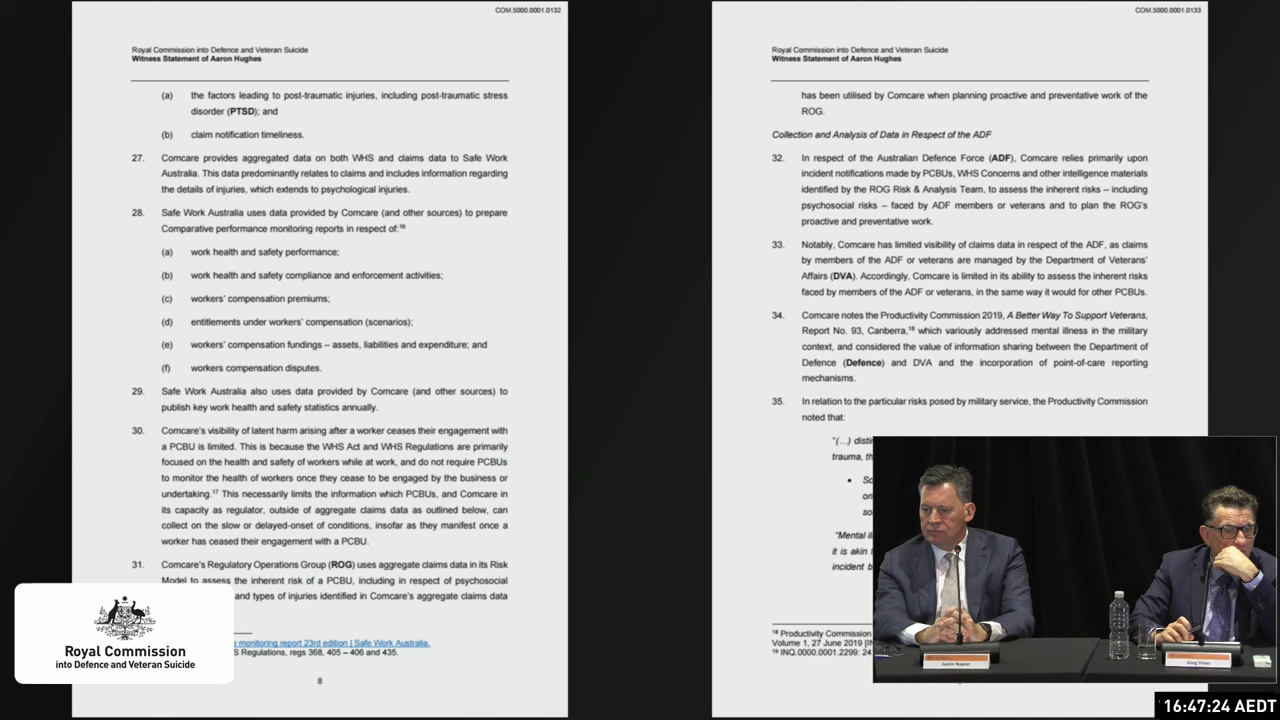 COM.5000.0001.0132
Royal Commission into Defence and Veteran Suicide
Witness Statement of Aaron Hughes
(a) the factors leading to post-traumatic injuries, including post-traumatic stress
disorder (PTSD); and
(b) claim notification timeliness.
27. Comcare provides aggregated data on both WHS and claims data to Safe Work
Australia. This data predominantly relates to claims and includes information regarding
the details of injuries, which extends to psychological injuries.
28. Safe Work Australia uses data provided by Comcare (and other sources) to prepare
Comparative performance monitoring reports in respect of:16
(a) work health and safety performance;
(b) work health and safety compliance and enforcement activities;
(c) workers' compensation premiums;
(d) entitlements under workers' compensation (scenarios);
(e) workers' compensation fundings – assets, liabilities and expenditure; and
(f) workers compensation disputes.
29. Safe Work Australia also uses data provided by Comcare (and other sources) to
publish key work health and safety statistics annually.
30. Comcare's visibility of latent harm arising after a worker ceases their engagement with
a PCBU is limited. This is because the WHS Act and WHS Regulations are primarily
focused on the health and safety of workers while at work, and do not require PCBUs
to monitor the health of workers once they cease to be engaged by the business or
undertaking.17 This necessarily limits the information which PCBUs, and Comcare in
its capacity as regulator, outside of aggregate claims data as outlined below, can
collect on the slow or delayed-onset of conditions, insofar as they manifest once a
worker has ceased their engagement with a PCBU.
31. Comcare's Regulatory Operations Group (ROG) uses aggregate claims data in its Risk
Model to assess the inherent risk of a PCBU, including in respect of psychosocial
and types of injuries identified in Comcare's aggregate claims data
monitoring report 23rd edition | Safe Work Australia.
Regulations, regs 368, 405 – 406 and 435.
8
COM.5000.0001.0133
Royal Commission into Defence and Veteran Suicide
Witness Statement of Aaron Hughes
has been utilised by Comcare when planning proactive and preventative work of the
ROG.
Collection and Analysis of Data in Respect of the ADF
32. In respect of the Australian Defence Force (ADF), Comcare relies primarily upon
incident notifications made by PCBUs, WHS Concerns and other intelligence materials
identified by the ROG Risk & Analysis Team, to assess the inherent risks – including
psychosocial risks – faced by ADF members or veterans and to plan the ROG's
proactive and preventative work.
33. Notably, Comcare has limited visibility of claims data in respect of the ADF, as claims
by members of the ADF or veterans are managed by the Department of Veterans'
Affairs (DVA). Accordingly, Comcare is limited in its ability to assess the inherent risks
faced by members of the ADF or veterans, in the same way it would for other PCBUs.
34. Comcare notes the Productivity Commission 2019, A Better Way To Support Veterans,
Report No. 93, Canberra,18 which variously addressed mental illness in the military
context, and considered the value of information sharing between the Department of
Defence (Defence) and DVA and the incorporation of point-of-care reporting
mechanisms.
35. In relation to the particular risks posed by military service, the Productivity Commission
noted that:
"(…)
trauma,
•
"Mental
it is akin
incident
18 Productivity Commission
Volume 1, 27 June 2019
19 INQ.0000.0001.2299: 24
Royal Commission
into Defence and Veteran Suicide
Justin Napier
Greg Vines
16:47:24 AEDT